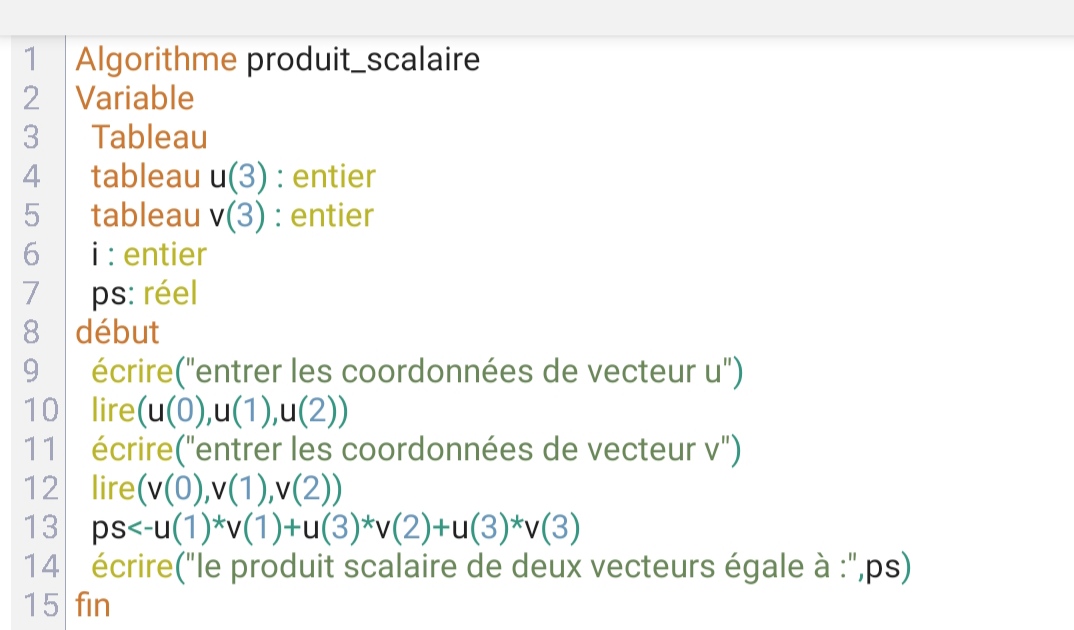 1 Algorithme produit_scalaire
2 Variable
3 Tableau
4 tableau u(3) : entier
5 tableau v(3) : entier
6 i : entier
7 ps: réel
8 début
9 écrire("entrer les coordonnées de vecteur u")
10 lire(u(0),u(1),u(2))
11 écrire("entrer les coordonnées de vecteur v")
12 lire(v(0),v(1),v(2))
13 ps<-u(1)*v(1)+u(3)*v(2)+u(3)*v(3)
14 écrire("le produit scalaire de deux vecteurs égale à :",ps)
15 fin